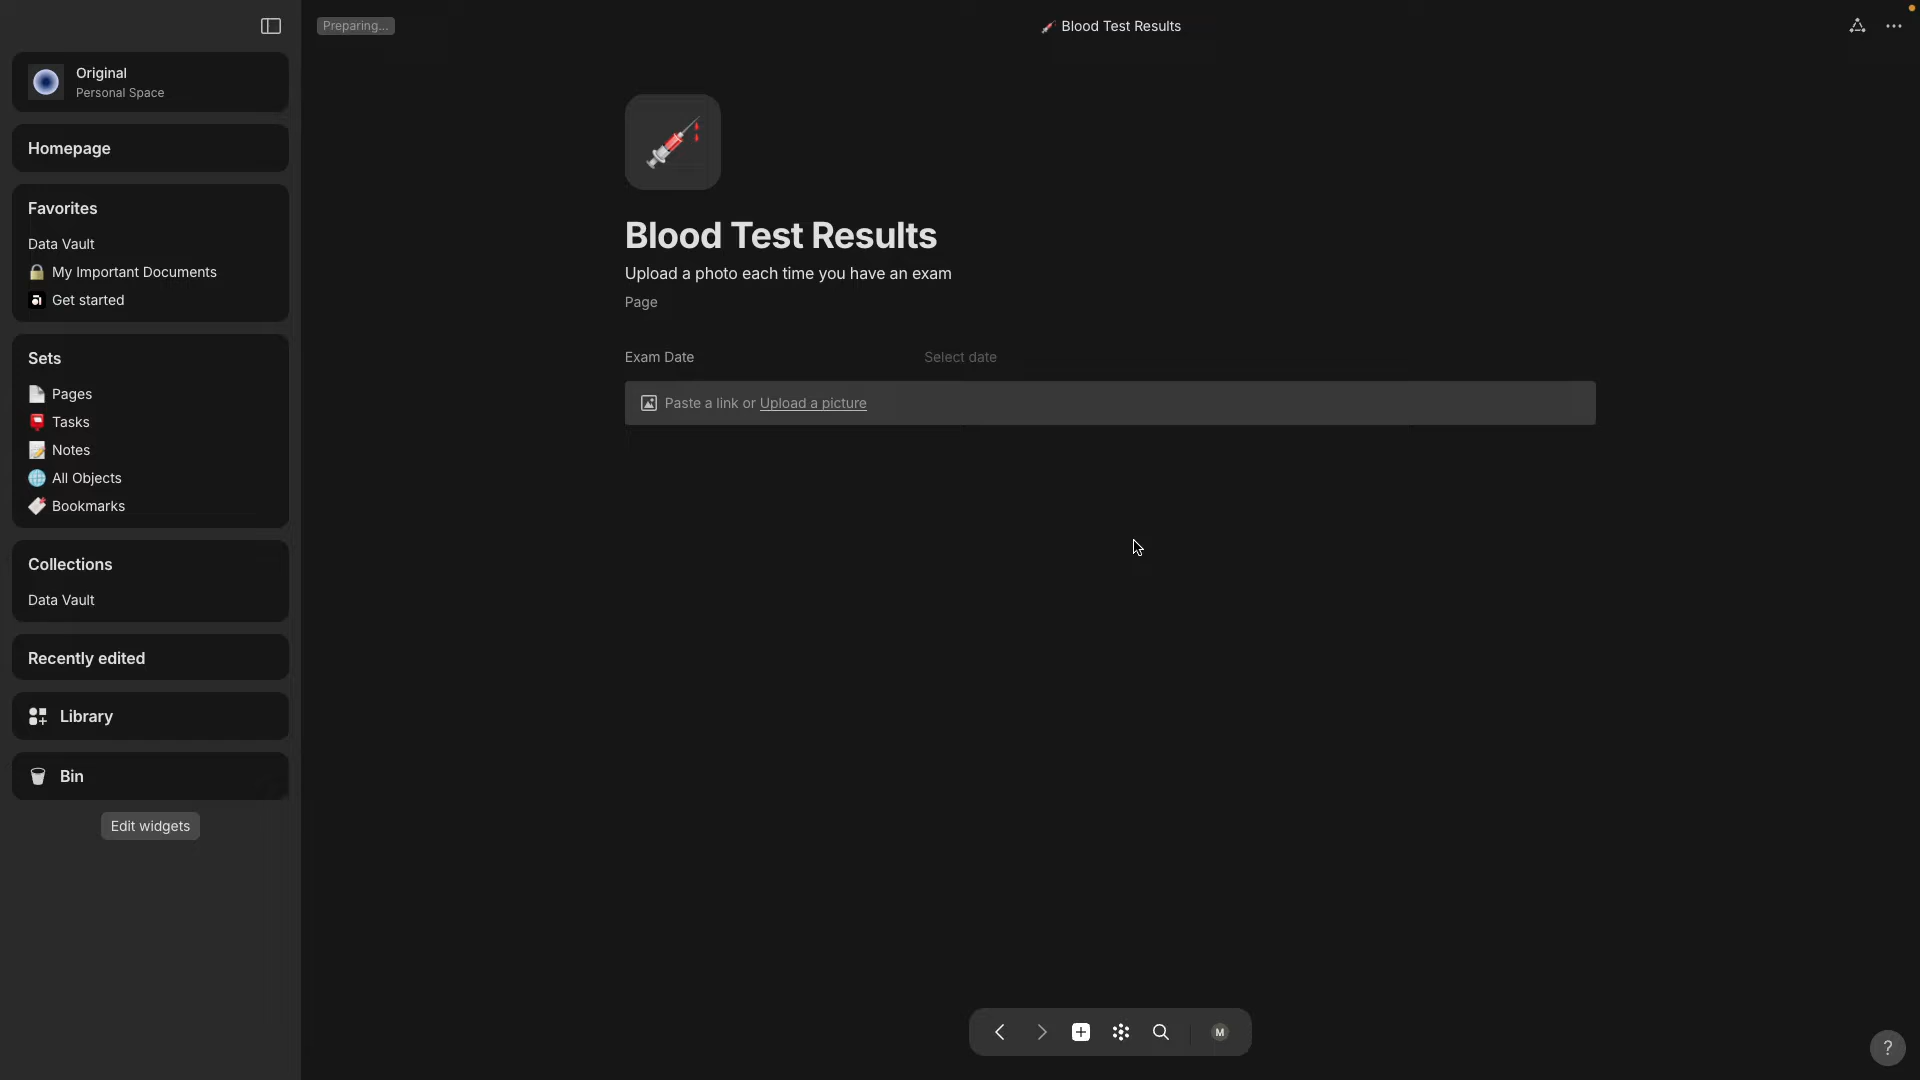 Preparing...
Blood Test Results
Original
Personal Space
Homepage
Favorites
Data Vault
My Important Documents
Get started
Sets
Pages
Tasks
Notes
All Objects
Bookmarks
Collections
Data Vault
Recently edited
Library
Bin
Edit widgets
Blood Test Results
Upload a photo each time you have an exam
Page
Exam Date Select date
Paste a link or Upload a picture
M
?